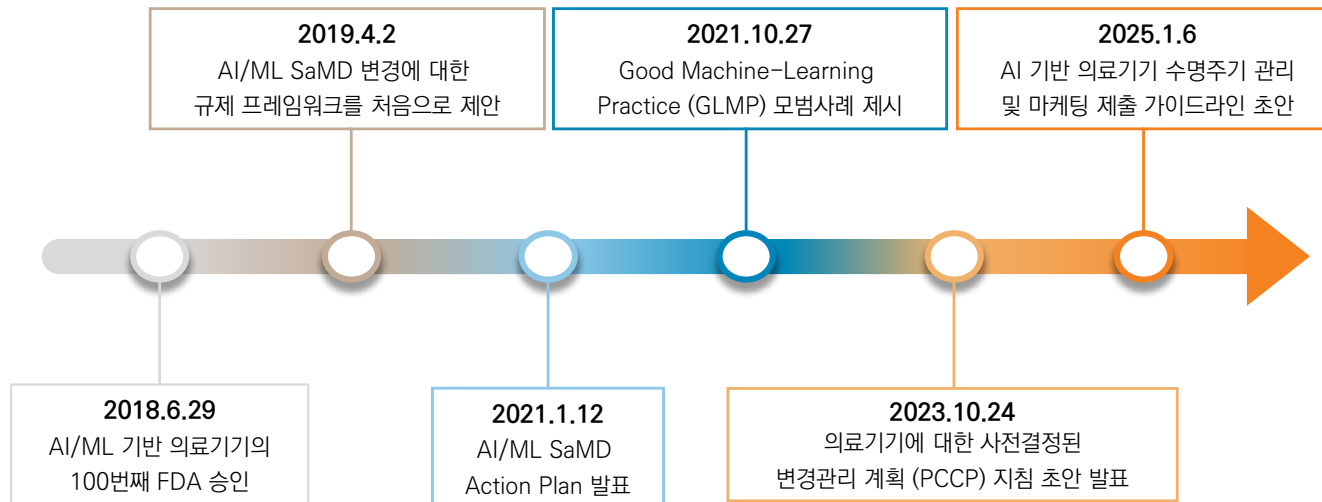 2019.4.2
AI/ML SaMD 변경에 대한
규제 프레임워크를 처음으로 제안
2021.10.27
Good Machine-Learning
Practice (GLMP) 모범사례 제시
2025.1.6
AI 기반 의료기기 수명주기 관리
및 마케팅 제출 가이드라인 초안
2018.6.29
AI/ML 기반 의료기기의
100번째 FDA 승인
2021.1.12
AI/ML SaMD
Action Plan 발표
2023.10.24
의료기기에 대한 사전결정된
변경관리 계획 (PCCP) 지침 초안 발표